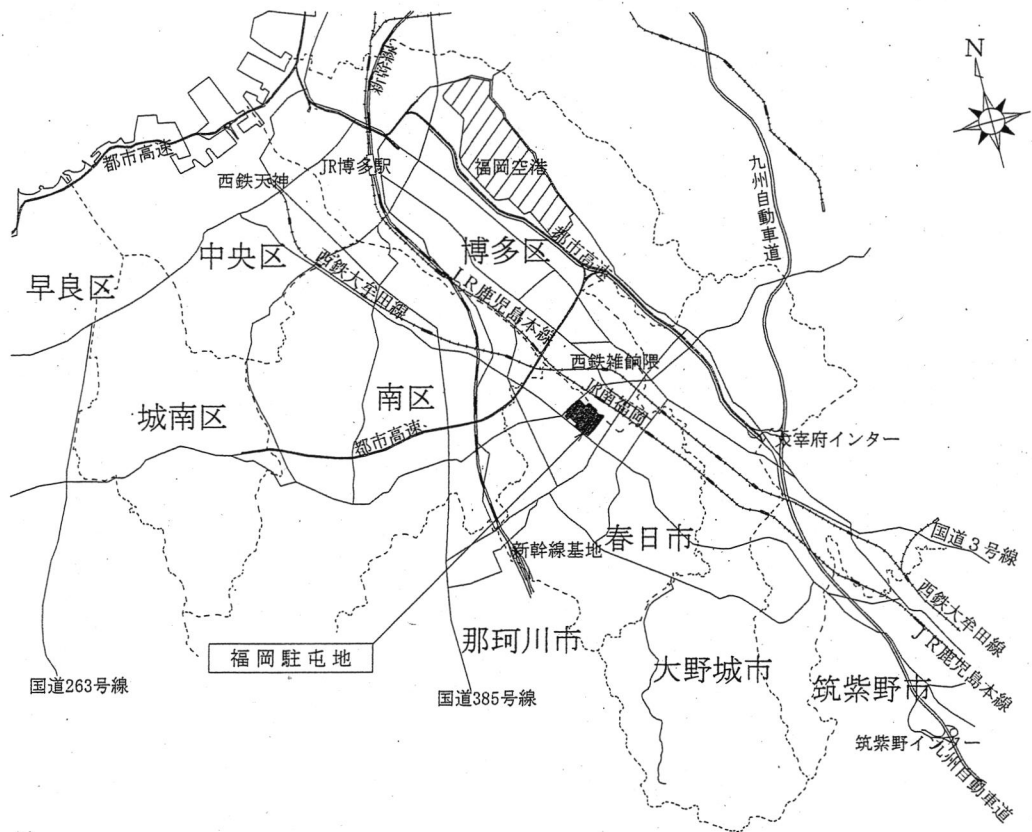 N
都市高速
JR博多駅
福岡空港
西鉄天神
九州自動車道
中央区
博多区
都市高速
早良区
西鉄大牟田線
JR鹿児島本線
西鉄雑餉隈
JR南福岡
南区
城南区
都市高速
太宰府インター
国道3号線
新幹線基地
春日市
西鉄大牟田線
那珂川市
JR鹿児島本線
福岡駐屯地
大野城市
筑紫野市
国道263号線
国道385号線
筑紫野インター
九州自動車道